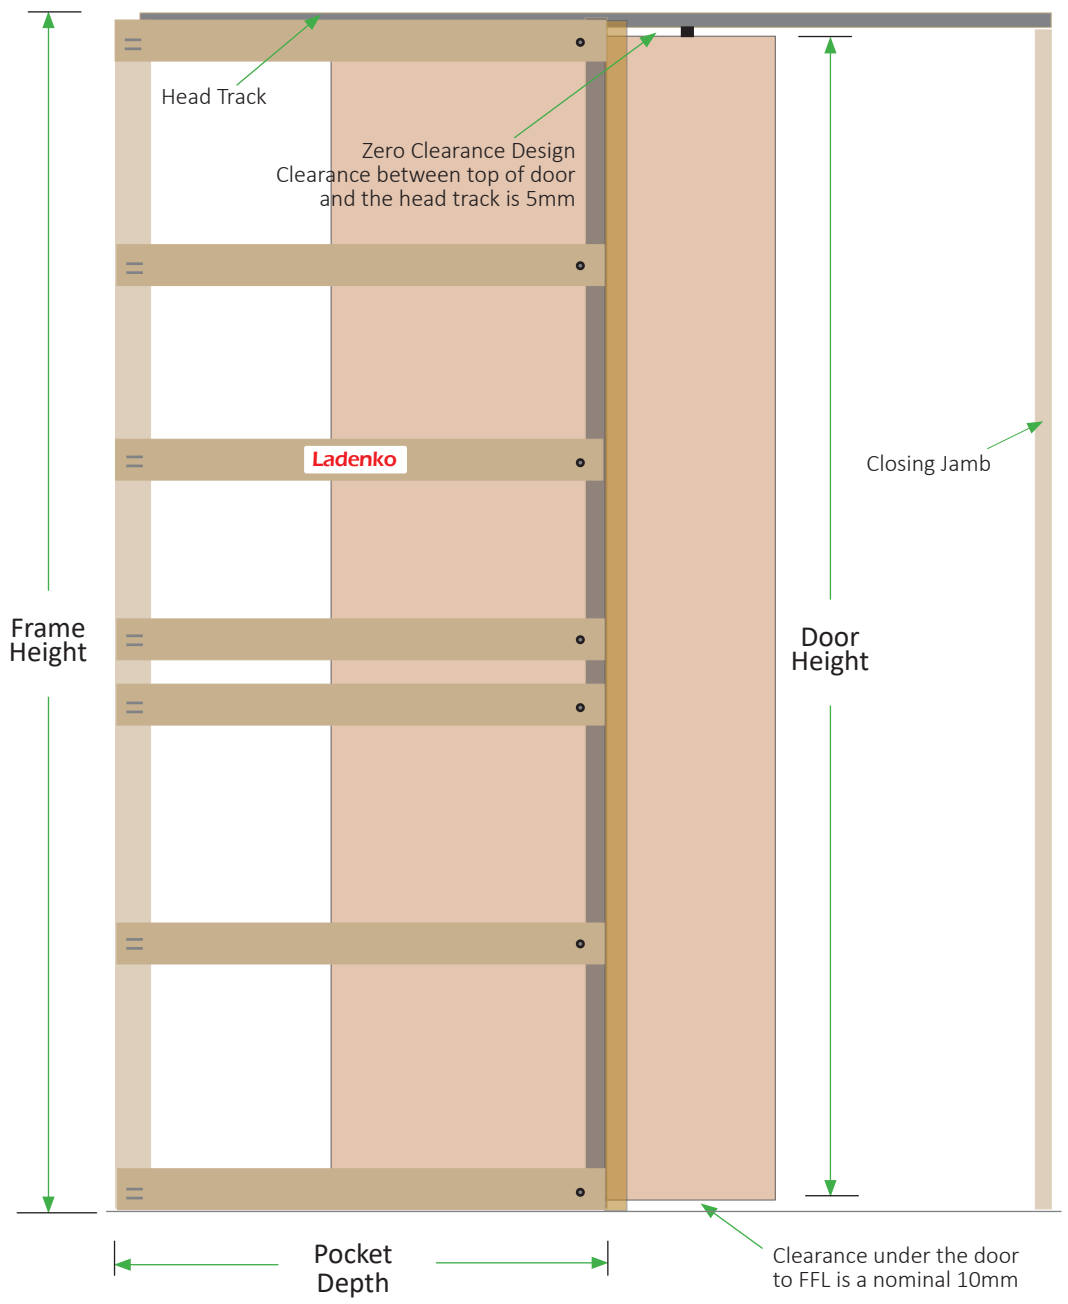 Head Track
Zero Clearance Design
Clearance between top of door
and the head track is 5mm
Ladenko
Closing Jamb
Frame
Height
Door
Height
Pocket
Depth
Clearance under the door
to FFL is a nominal 10mm